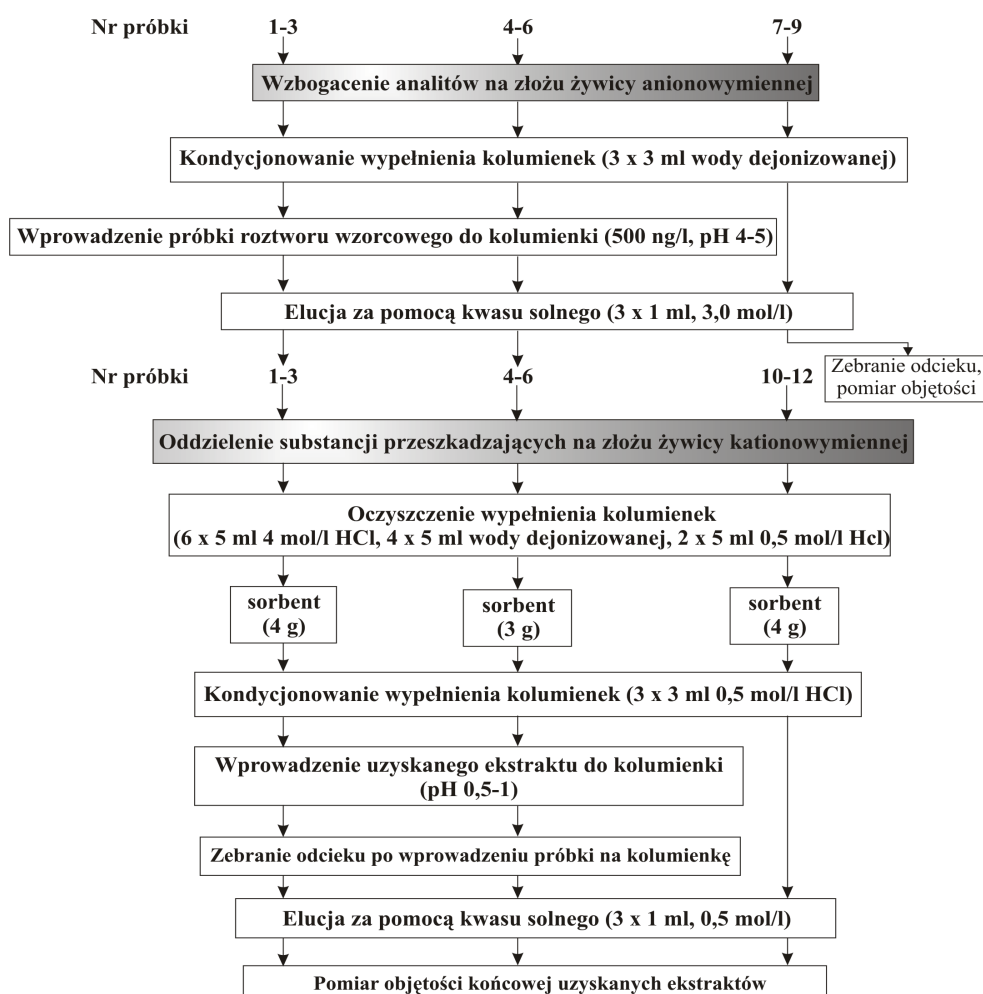 Nr próbki 1-3 4-6 7-9
Wzbogacenie analitów na złożu żywicy anionowymiennej
Kondycjonowanie wypełnienia kolumienek (3 x 3 ml wody dejonizowanej)
Wprowadzenie próbki roztworu wzorcowego do kolumienki (500 ng/l, pH 4-5)
Elucja za pomocą kwasu solnego (3 x 1 ml, 3,0 mol/l)
Zebranie odcieku,
pomiar objętości
Nr próbki 1-3 4-6 10-12
Oddzielenie substancji przeszkadzających na złożu żywicy kationowymiennej
Oczyszczenie wypełnienia kolumienek
(6 x 5 ml 4 mol/l HCl, 4 x 5 ml wody dejonizowanej, 2 x 5 ml 0,5 mol/l Hcl)
sorbent
(4 g)
sorbent
(3 g)
sorbent
(4 g)
Kondycjonowanie wypełnienia kolumienek (3 x 3 ml 0,5 mol/l HCl)
Wprowadzenie uzyskanego ekstraktu do kolumienki
(pH 0,5-1)
Zebranie odcieku po wprowadzeniu próbki na kolumienkę
Elucja za pomocą kwasu solnego (3 x 1 ml, 0,5 mol/l)
Pomiar objętości końcowej uzyskanych ekstraktów